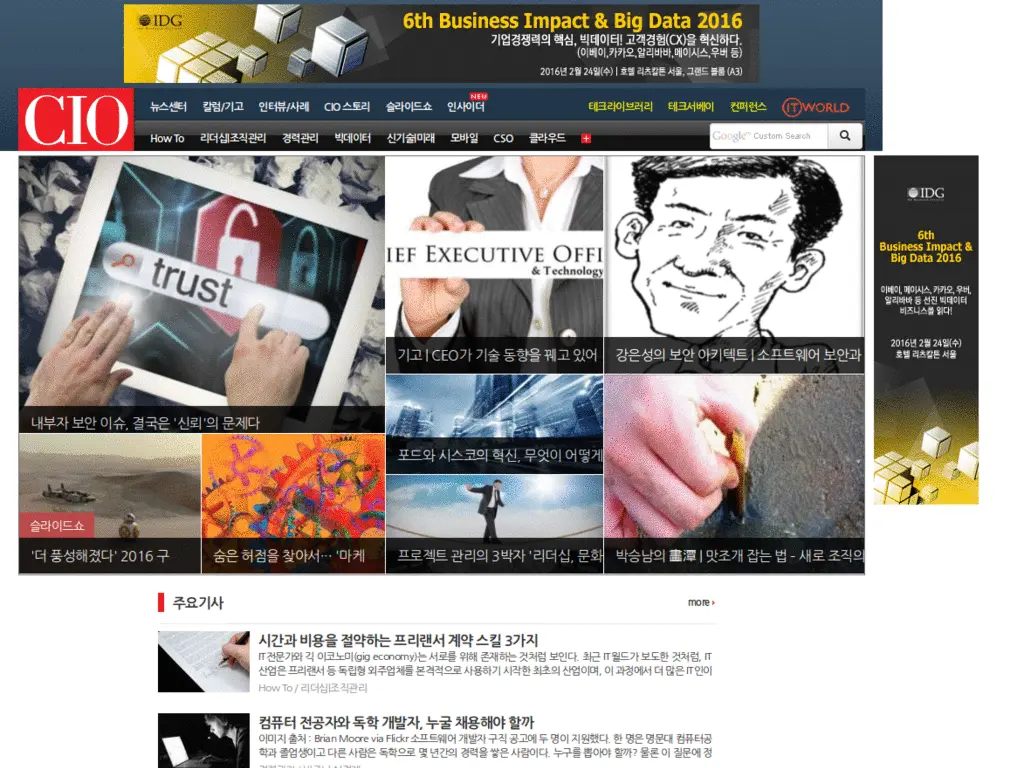 IDG
6th Business Impact & Big Data 2016
기업경쟁력의 핵심, 빅데이터! 고객경험(CX)을 혁신하다.
(이베이,카카오,알리바바,메이시스,우버 등)
2016년 2월 24일(수) | 호텔 리츠칼튼 서울, 그랜드 볼룸 (A3)
CIO
뉴스센터 칼럼/기고 인터뷰/사례 CIO 스토리 슬라이드쇼 인사이더 NEW
테크라이브러리 테크서베이 컨퍼런스 ITWORLD
How To 리더십|조직관리 경력관리 빅데이터 신기술|미래 모바일 CSO 클라우드 +
Google™ Custom Search
trust
내부자 보안 이슈, 결국은 '신뢰'의 문제다
IEF EXECUTIVE OFFI
& Technology
기고 | CEO가 기술 동향을 꿰고 있어
강은성의 보안 아키텍트 | 소프트웨어 보안과
포드와 시스코의 혁신, 무엇이 어떻게
슬라이드쇼
'더 풍성해졌다' 2016 구
숨은 허점을 찾아서… '마케
프로젝트 관리의 3박자 '리더십, 문화
박승남의 畵潭 | 맛조개 잡는 법 - 새로 조직의
IDG
6th
Business Impact &
Big Data 2016
이베이, 메이시스, 카카오, 우버,
알리바바 등 선진 빅데이터
비즈니스를 읽다!
2016년 2월 24일(수)
호텔 리츠칼튼 서울
주요기사
more
시간과 비용을 절약하는 프리랜서 계약 스킬 3가지
IT 전문가와 긱 이코노미(gig economy)는 서로를 위해 존재하는 것처럼 보인다. 최근 IT월드가 보도한 것처럼, IT
산업은 프리랜서 등 독립형 외주업체를 본격적으로 사용하기 시작한 최초의 산업이며, 이 과정에서 더 많은 IT인이
How To / 리더십|조직관리
컴퓨터 전공자와 독학 개발자, 누굴 채용해야 할까
이미지 출처 : Brian Moore via Flickr 소프트웨어 개발자 구직 공고에 두 명이 지원했다. 한 명은 명문대 컴퓨터공
학과 졸업생이고 다른 사람은 독학으로 몇 년간의 경력을 쌓은 사람이다. 누구를 뽑아야 할까? 물론 이 질문에 정